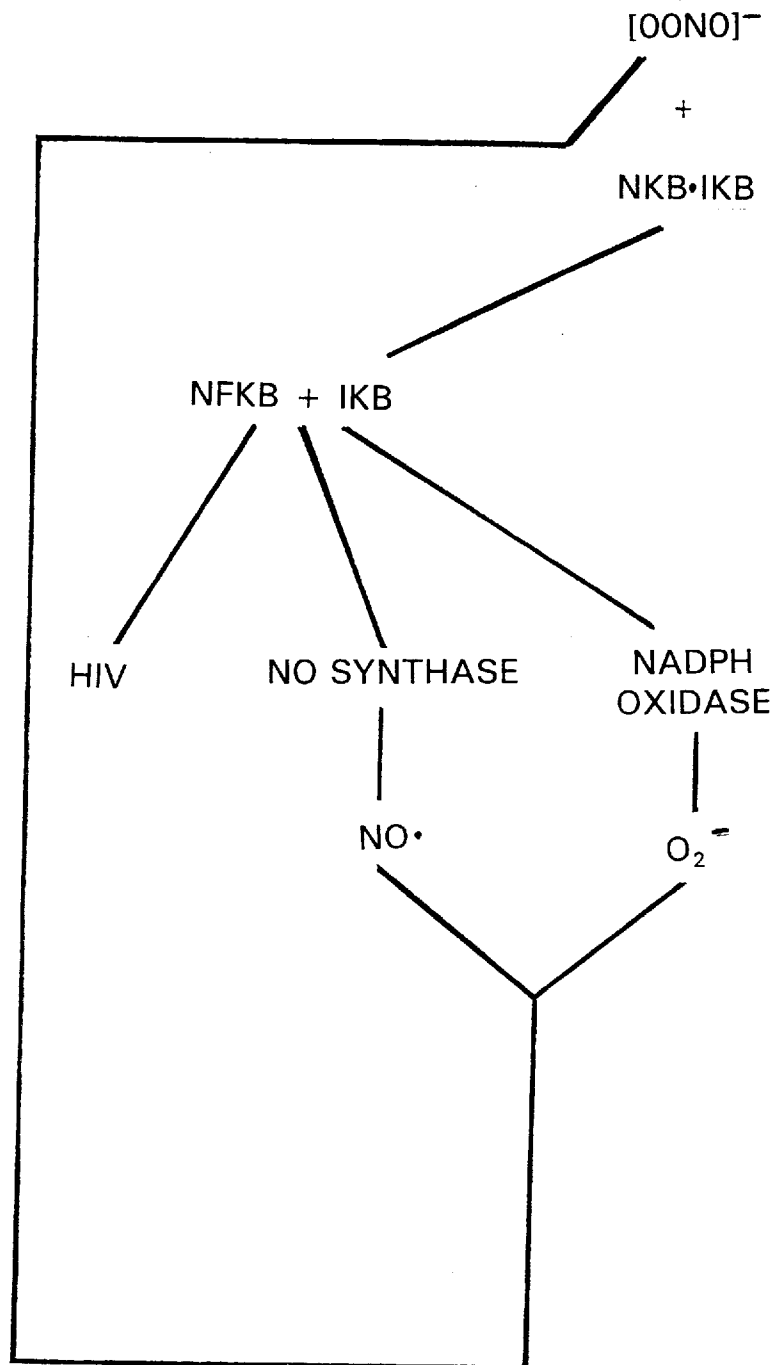 [OONO]⁻
+
NKB•IKB
NFKB + IKB
HIV
NO SYNTHASE
NADPH
OXIDASE
NO•
O₂⁻